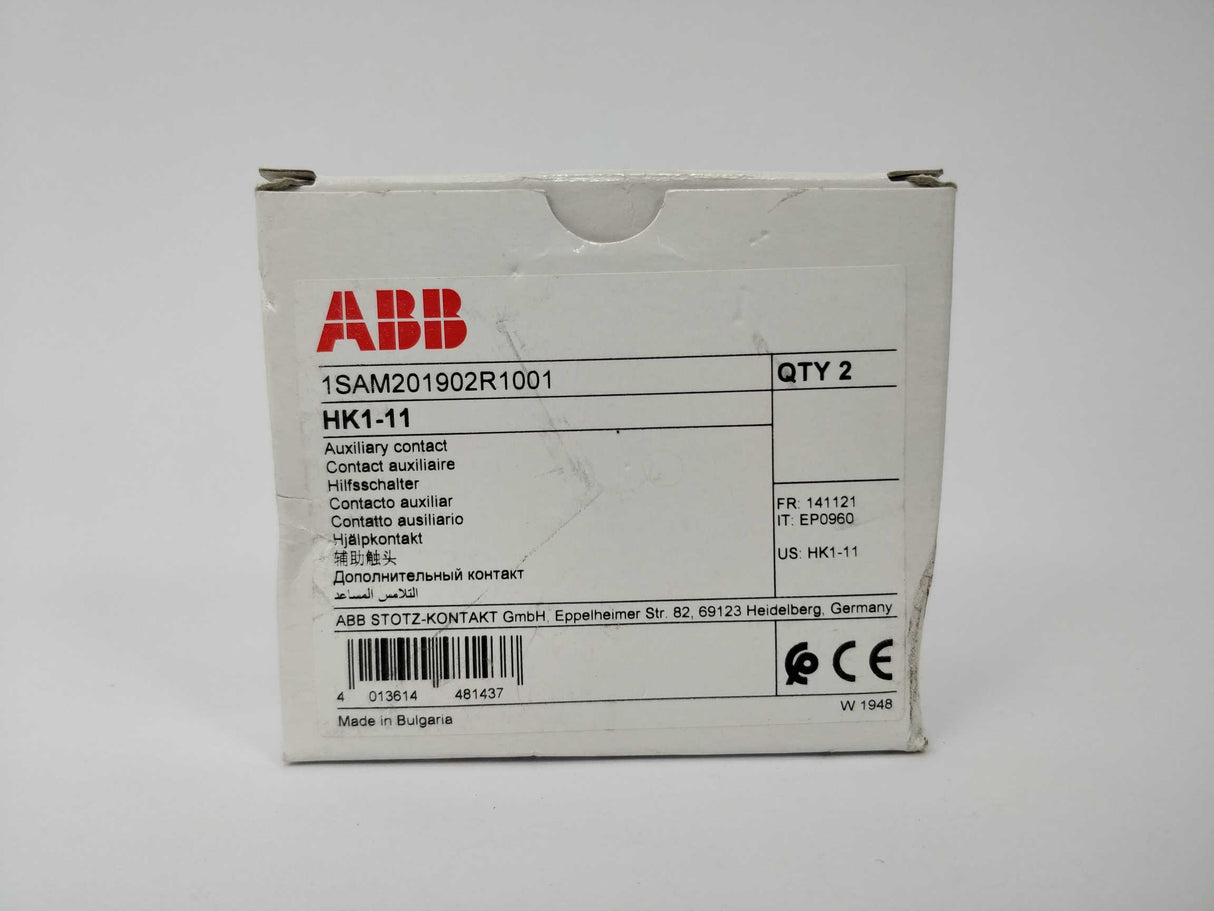 ABB
1SAM201902R1001
QTY 2
HK1-11
Auxiliary contact
Contact auxiliaire
Hilfsschalter
Contacto auxiliar
Contatto ausiliario
Hjälpkontakt
辅助触头
Дополнительный контакт
التلامس المساعد
FR: 141121
IT: EP0960
US: HK1-11
ABB STOTZ-KONTAKT GmbH, Eppelheimer Str. 82, 69123 Heidelberg, Germany
4 013614 481437
CE
Made in Bulgaria
W 1948